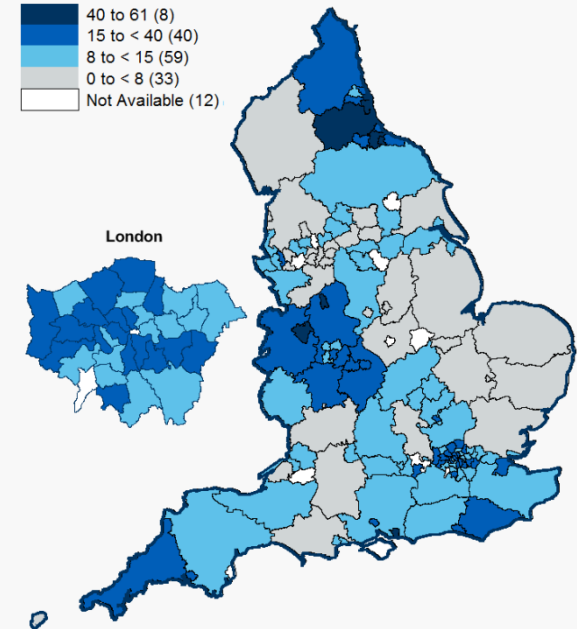 40 to 61 (8)
15 to < 40 (40)
8 to < 15 (59)
0 to < 8 (33)
Not Available (12)
London